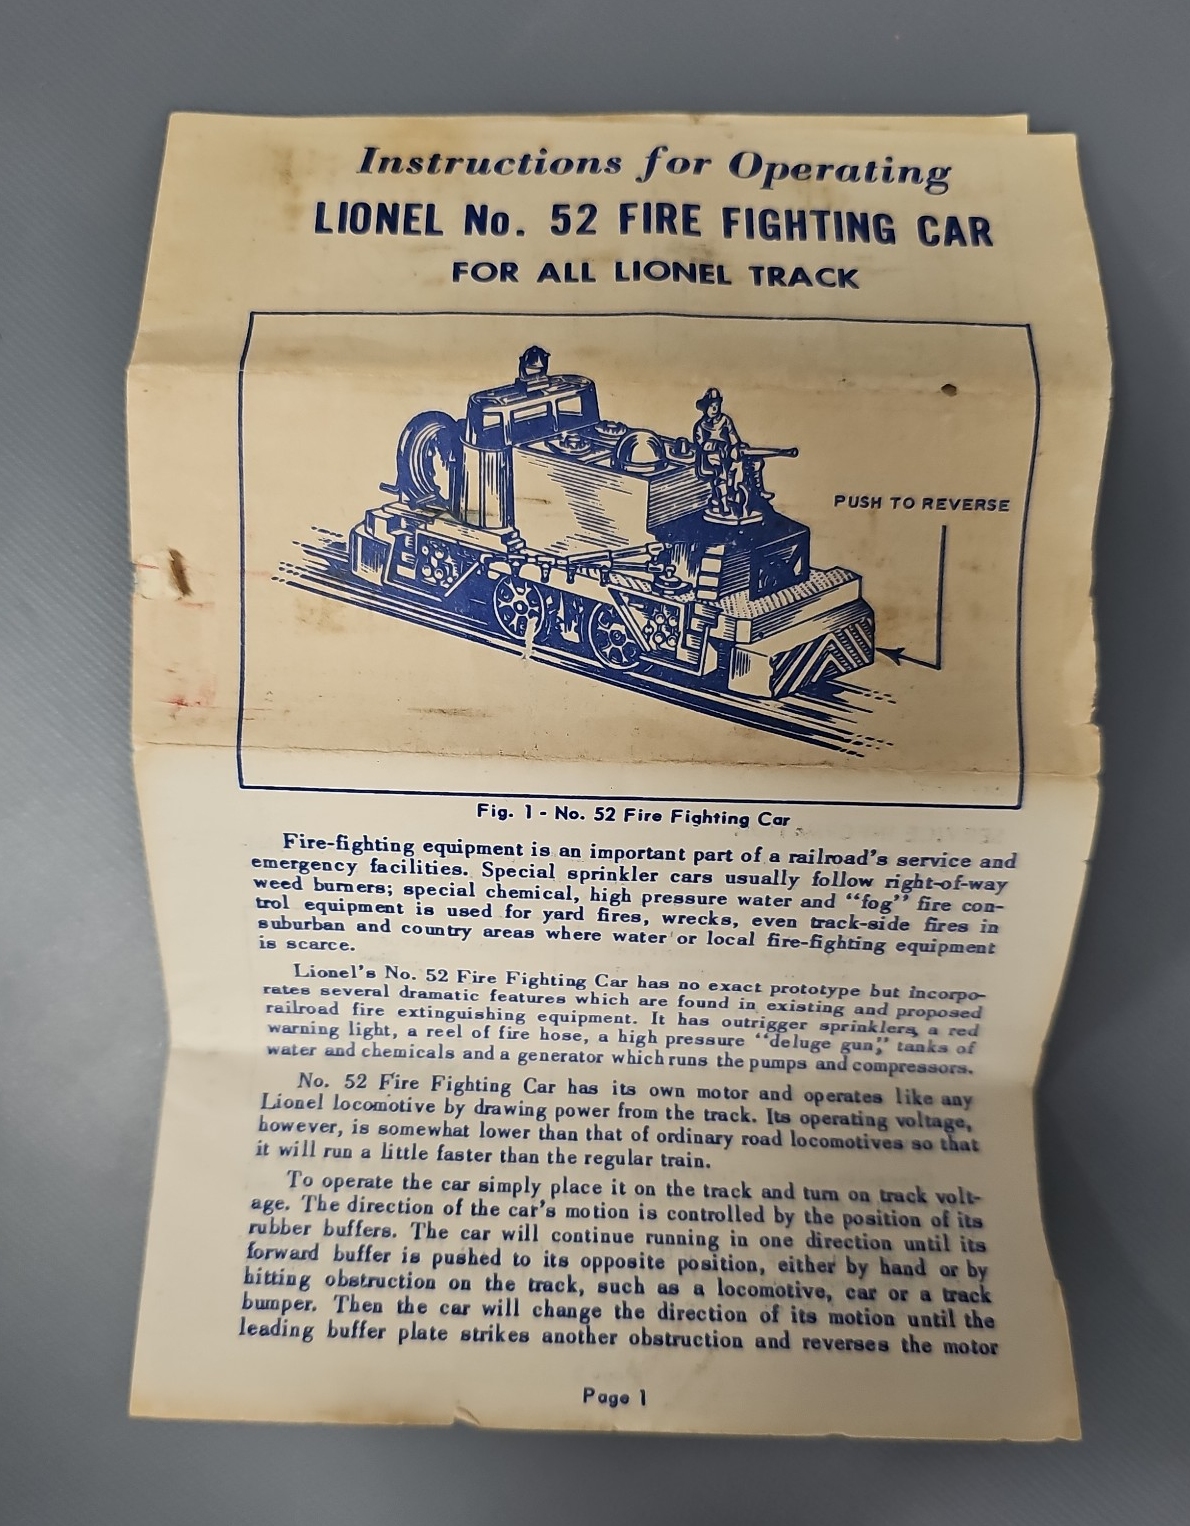 Instructions for Operating
LIONEL No. 52 FIRE FIGHTING CAR
FOR ALL LIONEL TRACK
PUSH TO REVERSE
Fig. 1 - No. 52 Fire Fighting Car
Fire-fighting equipment is an important part of a railroad's service and
emergency facilities. Special sprinkler cars usually follow right-of-way
weed burners; special chemical, high pressure water and "fog" fire con-
trol equipment is used for yard fires, wrecks, even track-side fires in
suburban and country areas where water or local fire-fighting equipment
is scarce.
Lionel's No. 52 Fire Fighting Car has no exact prototype but incorpo-
rates several dramatic features which are found in existing and proposed
railroad fire extinguishing equipment. It has outrigger sprinklers, a red
warning light, a reel of fire hose, a high pressure "deluge gun", tanks of
water and chemicals and a generator which runs the pumps and compressors.
No. 52 Fire Fighting Car has its own motor and operates like any
Lionel locomotive by drawing power from the track. Its operating voltage,
however, is somewhat lower than that of ordinary road locomotives so that
it will run a little faster than the regular train.
To operate the car simply place it on the track and turn on track volt-
age. The direction of the car's motion is controlled by the position of its
rubber buffers. The car will continue running in one direction until its
forward buffer is pushed to its opposite position, either by hand or by
hitting obstruction on the track, such as a locomotive, car or a track
bumper. Then the car will change the direction of its motion until the
leading buffer plate strikes another obstruction and reverses the motor
Page 1